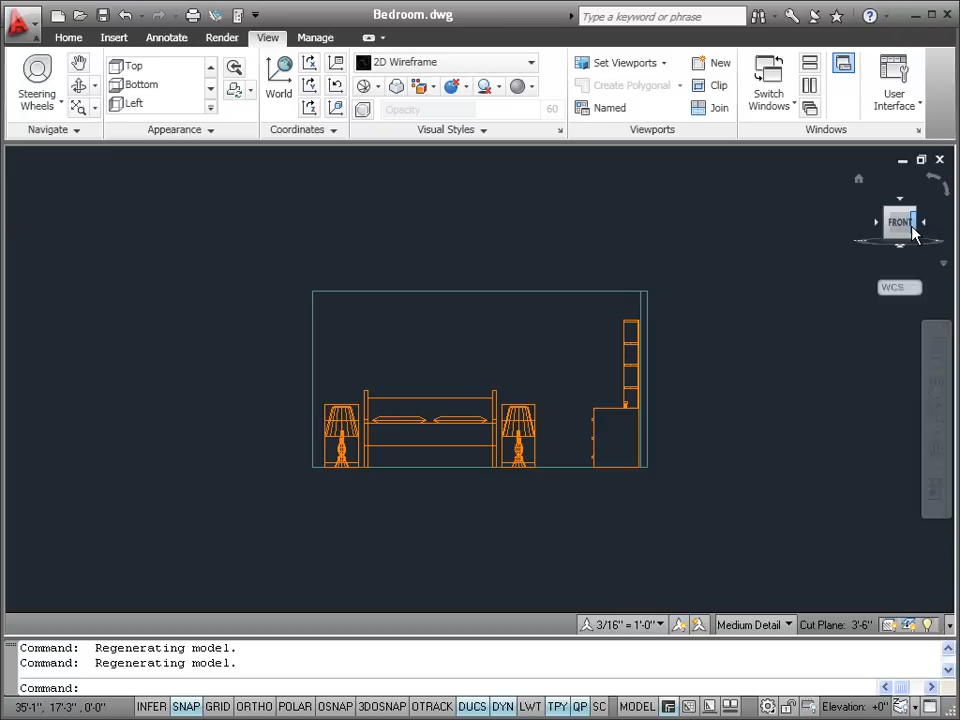 Bedroom.dwg
Type a keyword or phrase
Home Insert Annotate Render View Manage
Top
Bottom
Left
Steering
Wheels
World
2D Wireframe
Opacity 60
Set Viewports New
Create Polygonal Clip
Named Join
Switch
Windows
User
Interface
Navigate Appearance Coordinates Visual Styles Viewports Windows
FRONT
WCS
3/16" = 1'-0" Medium Detail Cut Plane: 3'-6"
Command: Regenerating model.
Command: Regenerating model.
Command:
35'-1", 17'-3" ,0'-0" INFER SNAP GRID ORTHO POLAR OSNAP 3DOSNAP OTRACK DUCS DYN LWT TPY QP SC MODEL Elevation: +0"